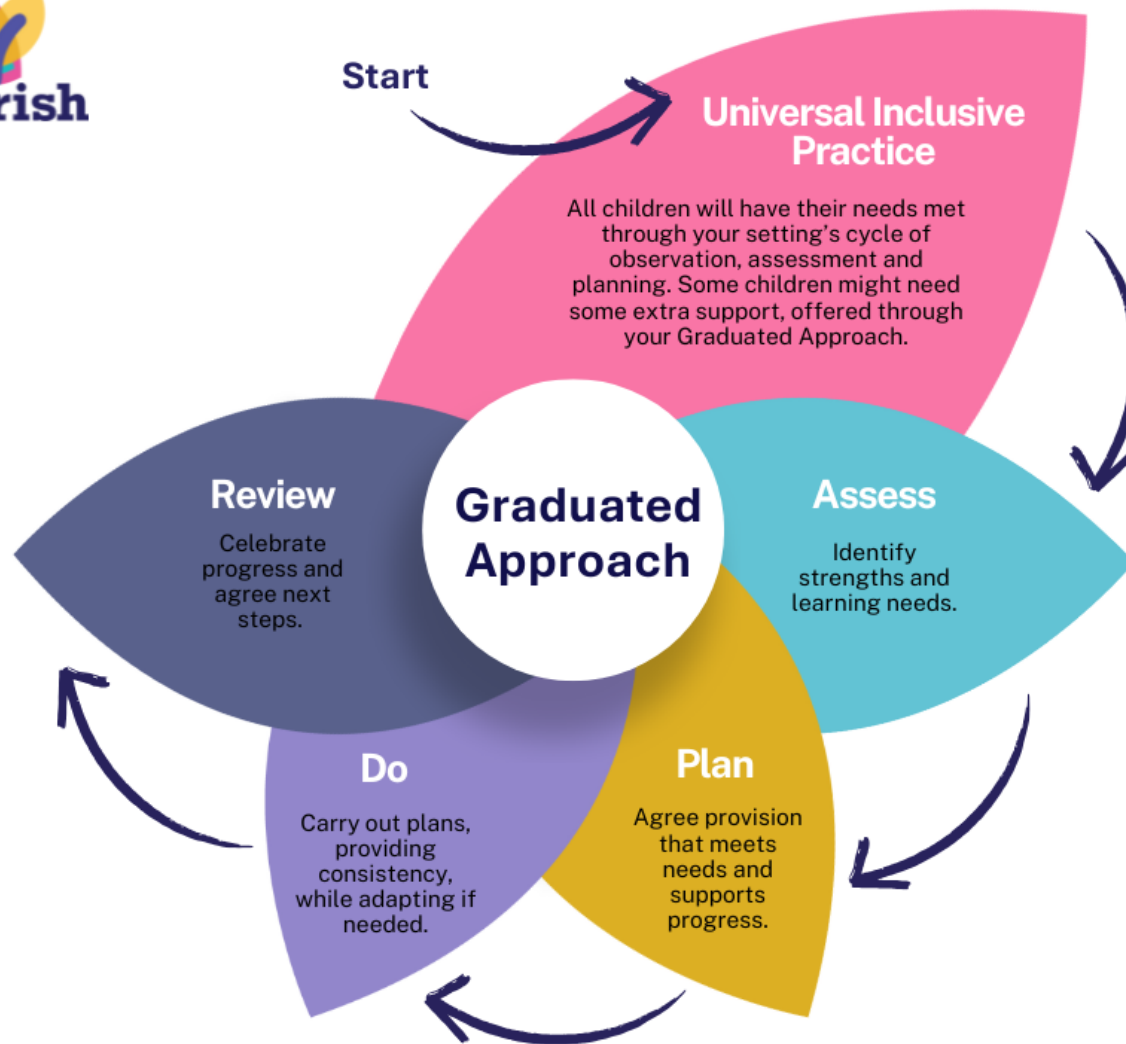 rish
Start
Universal Inclusive
Practice
All children will have their needs met
through your setting’s cycle of
observation, assessment and
planning. Some children might need
some extra support, offered through
your Graduated Approach.
Graduated
Approach
Assess
Identify
strengths and
learning needs.
Plan
Agree provision
that meets
needs and
supports
progress.
Do
Carry out plans,
providing
consistency,
while adapting if
needed.
Review
Celebrate
progress and
agree next
steps.